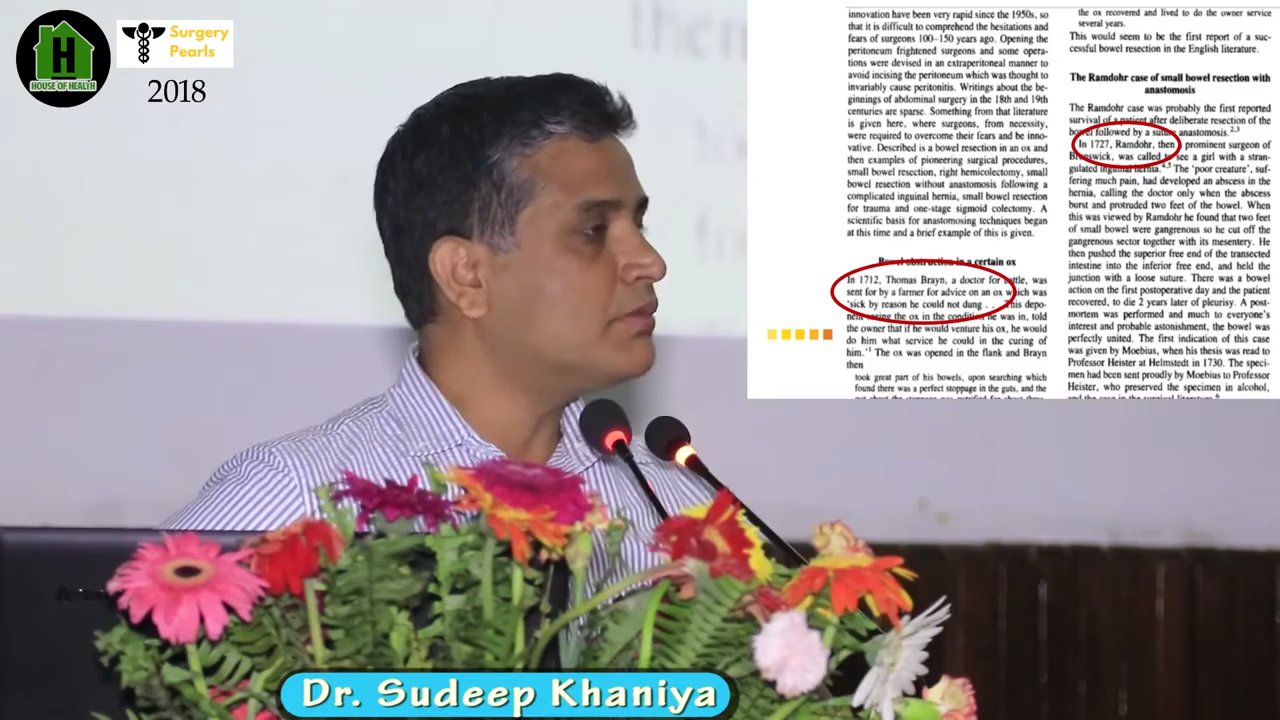 H
HOUSE OF HEALTH
Surgery
Pearls
2018
innovation have been very rapid since the 1950s, so
that it is difficult to comprehend the hesitations and
fears of surgeons 100–150 years ago. Opening the
peritoneum frightened surgeons and some opera-
tions were devised in an extraperitoneal manner to
avoid incising the peritoneum which was thought to
invariably cause peritonitis. Writings about the be-
ginnings of abdominal surgery in the 18th and 19th
centuries are sparse. Something from that literature
is given here, where surgeons, from necessity,
were required to overcome their fears and be inno-
vative. Described is a bowel resection in an ox and
then examples of pioneering surgical procedures,
small bowel resection, right hemicolectomy, small
bowel resection without anastomosis following a
complicated inguinal hernia, small bowel resection
for trauma and one-stage sigmoid colectomy. A
scientific basis for anastomosing techniques began
at this time and a brief example of this is given.
Bowel obstruction in a certain ox
In 1712, Thomas Brayn, a doctor for cattle, was
sent for by a farmer for advice on an ox which was
'sick by reason he could not dung . . . This depo-
nent seeing the ox in the condition he was in, told
the owner that if he would venture his ox, he would
do him what service he could in the curing of
him.'1 The ox was opened in the flank and Brayn
then
took great part of his bowels, upon searching which
found there was a perfect stoppage in the guts, and the
the ox recovered and lived to do the owner service
several years.
This would seem to be the first report of a suc-
cessful bowel resection in the English literature.
The Ramdohr case of small bowel resection with
anastomosis
The Ramdohr case was probably the first reported
survival of a patient after deliberate resection of the
bowel followed by a suture anastomosis.2,3
In 1727, Ramdohr, then prominent surgeon of
Brunswick, was called to see a girl with a stran-
gulated inguinal hernia.4,5 The 'poor creature', suf-
fering much pain, had developed an abscess in the
hernia, calling the doctor only when the abscess
burst and protruded two feet of the bowel. When
this was viewed by Ramdohr he found that two feet
of small bowel were gangrenous so he cut off the
gangrenous sector together with its mesentery. He
then pushed the superior free end of the transected
intestine into the inferior free end, and held the
junction with a loose suture. There was a bowel
action on the first postoperative day and the patient
recovered, to die 2 years later of pleurisy. A post-
mortem was performed and much to everyone's
interest and probable astonishment, the bowel was
perfectly united. The first indication of this case
was given by Moebius, when his thesis was read to
Professor Heister at Helmstedt in 1730. The speci-
men had been sent proudly by Moebius to Professor
Heister, who preserved the specimen in alcohol,
Dr. Sudeep Khaniya